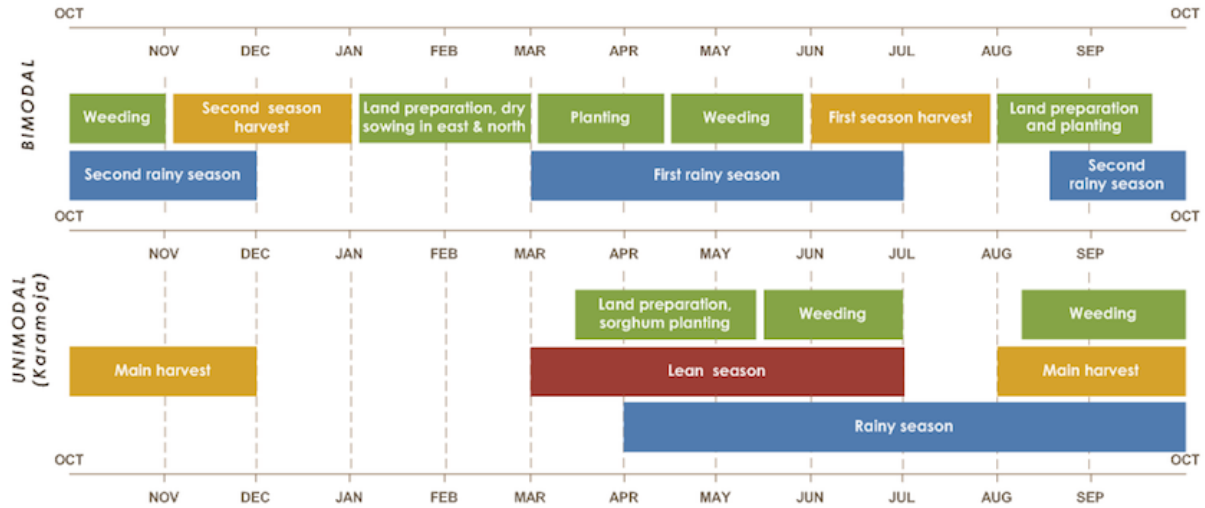 OCT OCT
NOV DEC JAN FEB MAR APR MAY JUN JUL AUG SEP
BIMODAL
Weeding
Second season
harvest
Land preparation, dry
sowing in east & north
Planting
Weeding
First season harvest
Land preparation
and planting
Second rainy season
First rainy season
Second
rainy season
OCT OCT
NOV DEC JAN FEB MAR APR MAY JUN JUL AUG SEP
UNIMODAL
(Karamoja)
Land preparation,
sorghum planting
Weeding
Weeding
Main harvest
Lean season
Main harvest
Rainy season
OCT OCT
NOV DEC JAN FEB MAR APR MAY JUN JUL AUG SEP